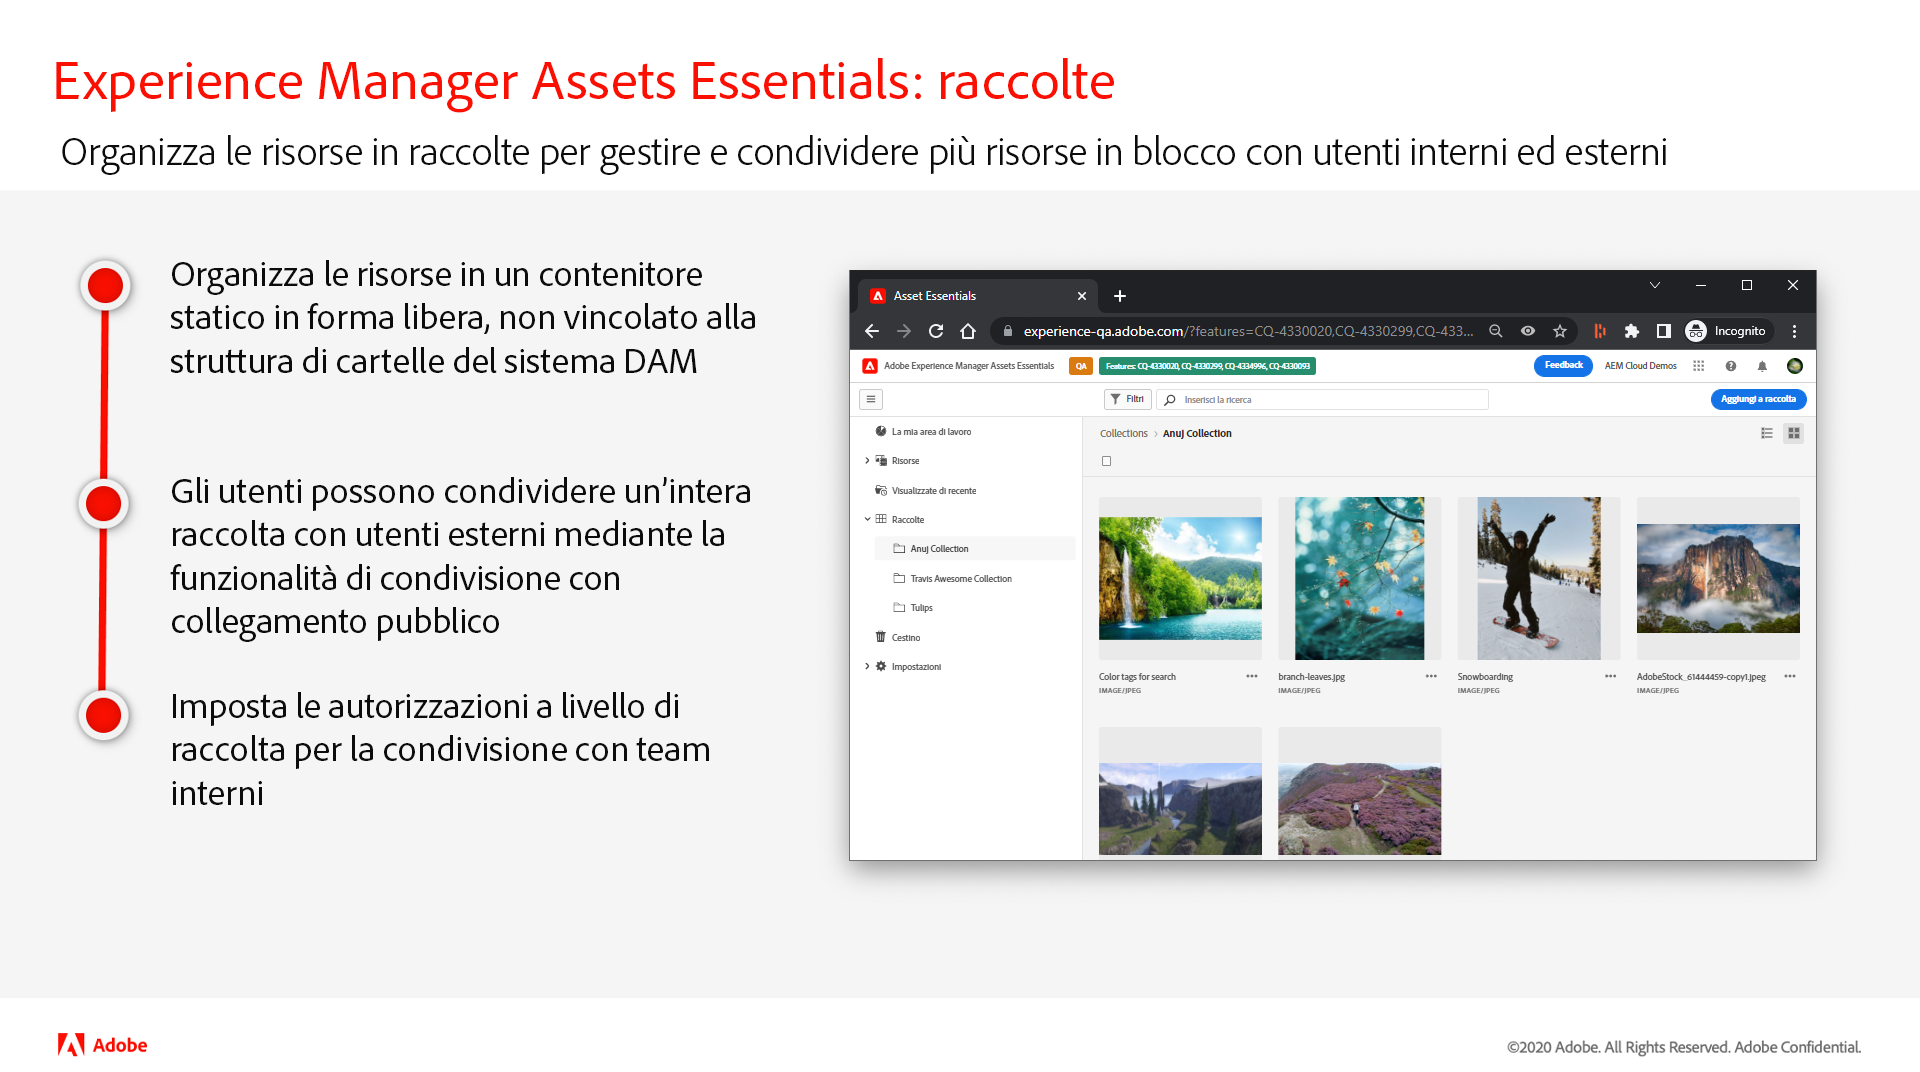 Experience Manager Assets Essentials: raccolte
Organizza le risorse in raccolte per gestire e condividere più risorse in blocco con utenti interni ed esterni
Organizza le risorse in un contenitore
statico in forma libera, non vincolato alla
struttura di cartelle del sistema DAM
Gli utenti possono condividere un’intera
raccolta con utenti esterni mediante la
funzionalità di condivisione con
collegamento pubblico
Imposta le autorizzazioni a livello di
raccolta per la condivisione con team
interni
Asset Essentials
experience-qa.adobe.com/?features=CQ-4330020,CQ-4330299,CQ-433...
Incognito
Adobe Experience Manager Assets Essentials
QA
Features: CQ-4330020, CQ-4330299, CQ-4334996, CQ-4330093
Feedback
AEM Cloud Demos
Filtri
Inserisci la ricerca
Aggiungi a raccolta
La mia area di lavoro
Risorse
Visualizzate di recente
Raccolte
Anuj Collection
Travis Awesome Collection
Tulips
Cestino
Impostazioni
Collections > Anuj Collection
Color tags for search
IMAGE/JPEG
branch-leaves.jpg
IMAGE/JPEG
Snowboarding
IMAGE/JPEG
AdobeStock_61444459-copy1.jpeg
IMAGE/JPEG
Adobe
©2020 Adobe. All Rights Reserved. Adobe Confidential.